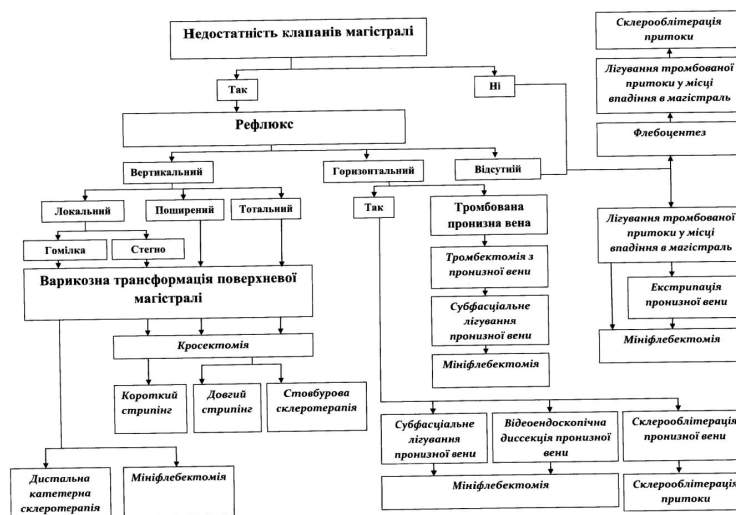 Недостатність клапанів магістралі
Так
Ні
Рефлюкс
Вертикальний
Горизонтальний
Відсутній
Локальний
Поширений
Тотальний
Гомілка
Стегно
Варикозна трансформація поверхневої
магістралі
Кросектомія
Короткий
стрипінг
Довгий
стрипінг
Стовбурова
склеротерапія
Дистальна
катетерна
склеротерапія
Мініфлебектомія
Так
Тромбована
пронизна вена
Тромбектомія з
пронизної вени
Субфасціальне
лігування
пронизної вени
Мініфлебектомія
Субфасціальне
лігування
пронизної вени
Відеоендоскопічна
диссекція пронизної
вени
Склерооблітерація
пронизної вени
Мініфлебектомія
Склерооблітерація
притоки
Склерооблітерація
притоки
Лігування тромбованої
притоки у місці
впадіння в магістраль
Флебоцентез
Лігування тромбованої
притоки у місці
впадіння в магістраль
Екстрипація
пронизної вени
Мініфлебектомія